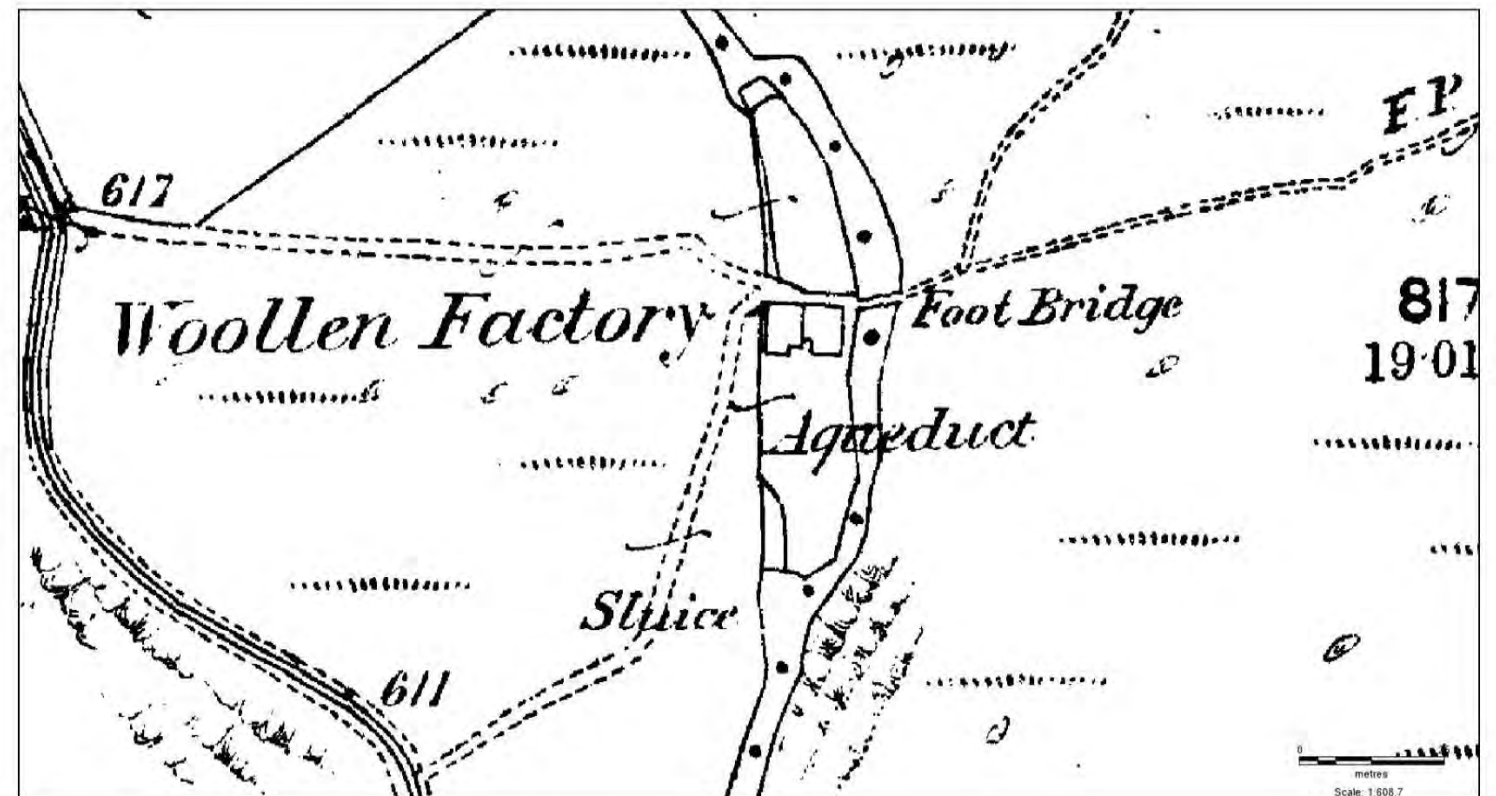 F.P.
617
Woollen Factory
Foot Bridge
817
19·01
Aqueduct
Sluice
611
0
metres
Scale: 1:608.7